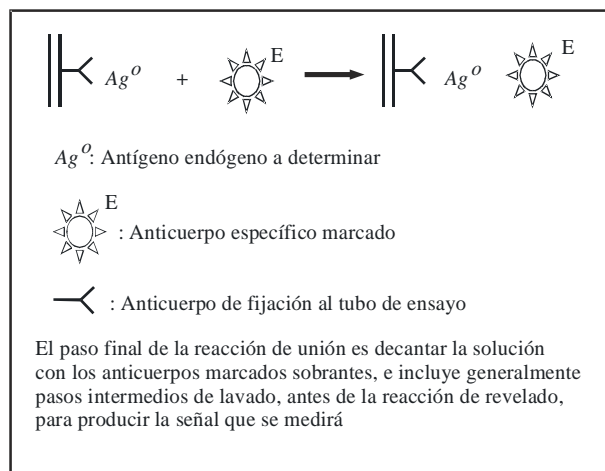 Ag° + E Ag° E
Ag°: Antígeno endógeno a determinar
E
: Anticuerpo específico marcado
: Anticuerpo de fijación al tubo de ensayo
El paso final de la reacción de unión es decantar la solución
con los anticuerpos marcados sobrantes, e incluye generalmente
pasos intermedios de lavado, antes de la reacción de revelado,
para producir la señal que se medirá